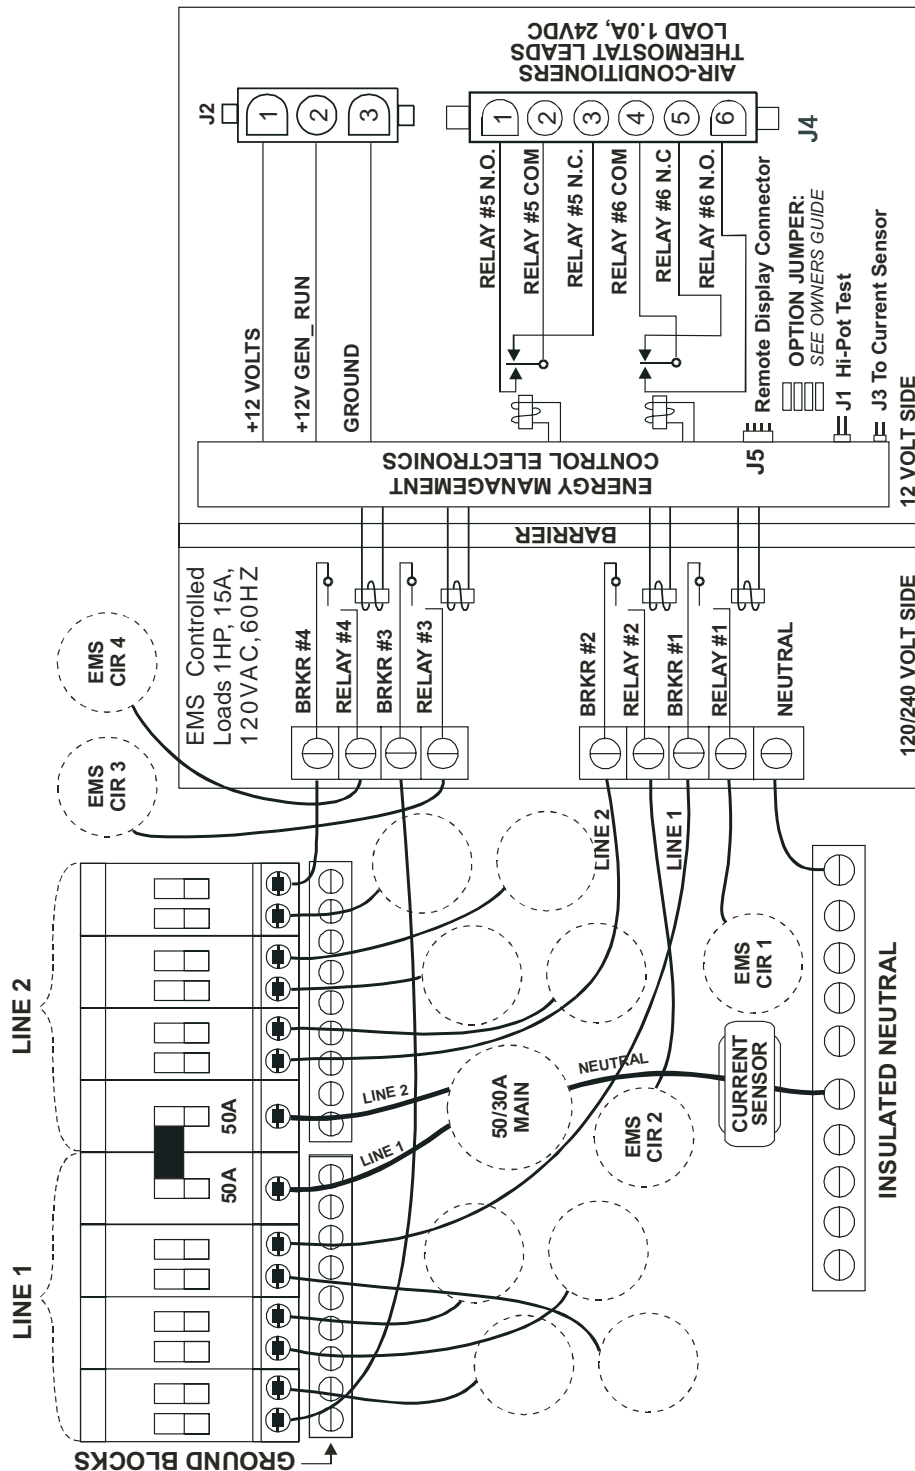 AIR-CONDITIONERS
THERMOSTAT LEADS
LOAD 1.0A, 24VDC
J2
1
2
3
1
2
3
4
5
6
J4
+12 VOLTS
+12V GEN_ RUN
GROUND
RELAY #5 N.O.
RELAY #5 COM
RELAY #5 N.C.
RELAY #6 COM
RELAY #6 N.C
RELAY #6 N.O.
Remote Display Connector
OPTION JUMPER:
SEE OWNERS GUIDE
J1 Hi-Pot Test
J3 To Current Sensor
J5
ENERGY MANAGEMENT
CONTROL ELECTRONICS
12 VOLT SIDE
BARRIER
120/240 VOLT SIDE
EMS Controlled
Loads 1HP, 15A,
120VAC, 60HZ
BRKR #4
RELAY #4
BRKR #3
RELAY #3
BRKR #2
RELAY #2
BRKR #1
RELAY #1
NEUTRAL
EMS
CIR 4
EMS
CIR 3
LINE 2
LINE 1
EMS
CIR 1
EMS
CIR 2
CURRENT
SENSOR
NEUTRAL
50/30A
MAIN
LINE 2
LINE 1
INSULATED NEUTRAL
LINE 2
LINE 1
50A
50A
GROUND BLOCKS